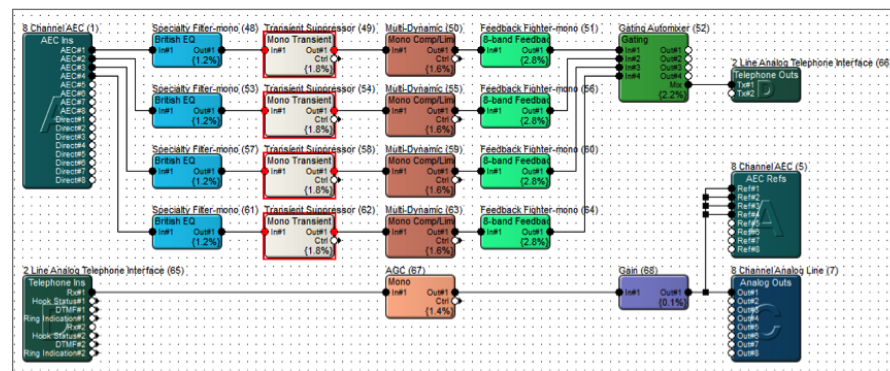 8 Channel AEC (1)
AEC Ins
AEC#1
AEC#2
AEC#3
AEC#4
AEC#5
AEC#6
AEC#7
AEC#8
Direct#1
Direct#2
Direct#3
Direct#4
Direct#5
Direct#6
Direct#7
Direct#8
Specialty Filter-mono (48)
British EQ
In#1 Out#1
{1.2%}
Transient Suppressor (49)
Mono Transient
In#1 Out#1
Ctrl
{1.8%}
Multi-Dynamic (50)
Mono Comp/Limi
In#1 Out#1
Ctrl
{1.6%}
Feedback Fighter-mono (51)
8-band Feedbac
In#1 Out#1
{2.8%}
Gating Automixer (52)
Gating
In#1 Out#1
In#2 Out#2
In#3 Out#3
In#4 Out#4
Mix
{2.2%}
2 Line Analog Telephone Interface (66
Telephone Outs
Tx#1
Tx#2
Specialty Filter-mono (53)
British EQ
In#1 Out#1
{1.2%}
Transient Suppressor (54)
Mono Transient
In#1 Out#1
Ctrl
{1.8%}
Multi-Dynamic (55)
Mono Comp/Limi
In#1 Out#1
Ctrl
{1.6%}
Feedback Fighter-mono (56)
8-band Feedbac
In#1 Out#1
{2.8%}
Specialty Filter-mono (57)
British EQ
In#1 Out#1
{1.2%}
Transient Suppressor (58)
Mono Transient
In#1 Out#1
Ctrl
{1.8%}
Multi-Dynamic (59)
Mono Comp/Limi
In#1 Out#1
Ctrl
{1.6%}
Feedback Fighter-mono (60)
8-band Feedbac
In#1 Out#1
{2.8%}
8 Channel AEC (5)
AEC Refs
Ref#1
Ref#2
Ref#3
Ref#4
Ref#5
Ref#6
Ref#7
Ref#8
Specialty Filter-mono (61)
British EQ
In#1 Out#1
{1.2%}
Transient Suppressor (62)
Mono Transient
In#1 Out#1
Ctrl
{1.8%}
Multi-Dynamic (63)
Mono Comp/Limi
In#1 Out#1
Ctrl
{1.6%}
Feedback Fighter-mono (64)
8-band Feedbac
In#1 Out#1
{2.8%}
2 Line Analog Telephone Interface (65)
Telephone Ins
Rx#1
Hook Status#1
DTMF#1
Ring Indication#1
Rx#2
Hook Status#2
DTMF#2
Ring Indication#2
AGC (67)
Mono
In#1 Out#1
Ctrl
{1.4%}
Gain (68)
In#1 Out#1
{0.1%}
8 Channel Analog Line (7)
Analog Outs
Out#1
Out#2
Out#3
Out#4
Out#5
Out#6
Out#7
Out#8